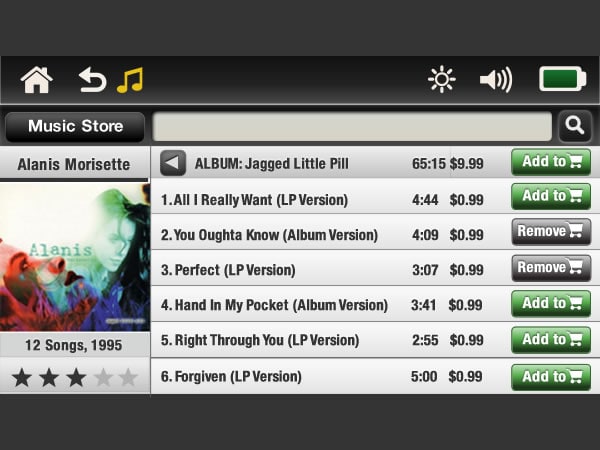 Music Store
Alanis Morisette
ALBUM: Jagged Little Pill 65:15 $9.99 Add to
1. All I Really Want (LP Version) 4:44 $0.99 Add to
2. You Oughta Know (Album Version) 4:09 $0.99 Remove
3. Perfect (LP Version) 3:07 $0.99 Remove
4. Hand In My Pocket (Album Version) 3:41 $0.99 Add to
5. Right Through You (LP Version) 2:55 $0.99 Add to
6. Forgiven (LP Version) 5:00 $0.99 Add to
Alanis
12 Songs, 1995